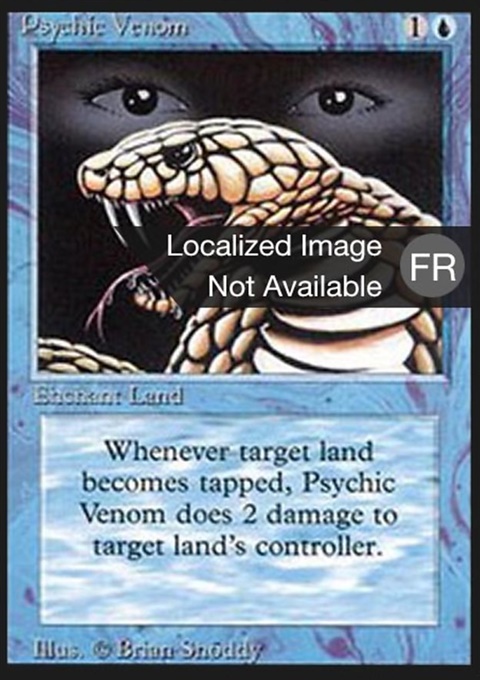 Psychic Venom
1
Localized Image
Not Available
FR
Enchant Land
Whenever target land
becomes tapped, Psychic
Venom does 2 damage to
target land's controller.
Illus. © Brian Snõddy